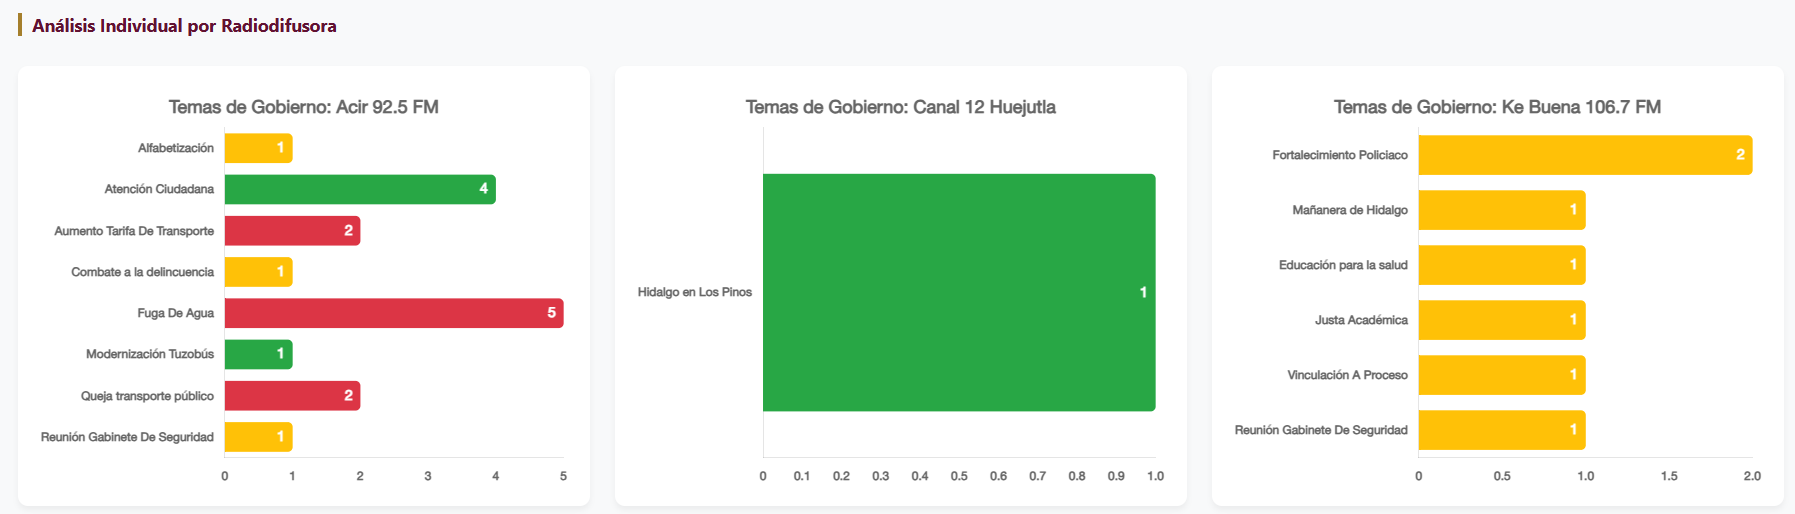 Análisis Individual por Radiodifusora
Temas de Gobierno: Acir 92.5 FM
Alfabetización 1
Atención Ciudadana 4
Aumento Tarifa De Transporte 2
Combate a la delincuencia 1
Fuga De Agua 5
Modernización Tuzobús 1
Queja transporte público 2
Reunión Gabinete De Seguridad 1
0 1 2 3 4 5
Temas de Gobierno: Canal 12 Huejutla
Hidalgo en Los Pinos 1
0 0.1 0.2 0.3 0.4 0.5 0.6 0.7 0.8 0.9 1.0
Temas de Gobierno: Ke Buena 106.7 FM
Fortalecimiento Policiaco 2
Mañanera de Hidalgo 1
Educación para la salud 1
Justa Académica 1
Vinculación A Proceso 1
Reunión Gabinete De Seguridad 1
0 0.5 1.0 1.5 2.0